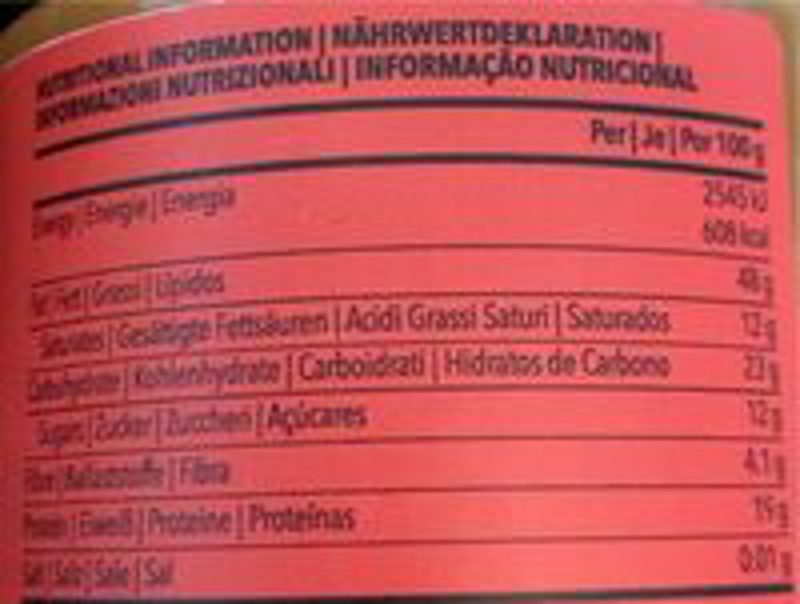 NUTRITIONAL INFORMATION | NÄHRWERTDEKLARATION |
INFORMAZIONI NUTRIZIONALI | INFORMAÇÃO NUTRICIONAL
Per | Je | Por 100 g
Energy | Energie | Energia 2545 kJ
608 kcal
Fat | Fett | Grassi | Lípidos 48 g
Saturates | Gesättigte Fettsäuren | Acidi Grassi Saturi | Saturados 12 g
Carbohydrate | Kohlenhydrate | Carboidrati | Hidratos de Carbono 23 g
Sugars | Zucker | Zuccheri | Açúcares 12 g
Fibre | Ballaststoffe | Fibra 4.1 g
Protein | Eiweiß | Proteine | Proteínas g
Salt | Salz | Sale | Sal 0.01 g